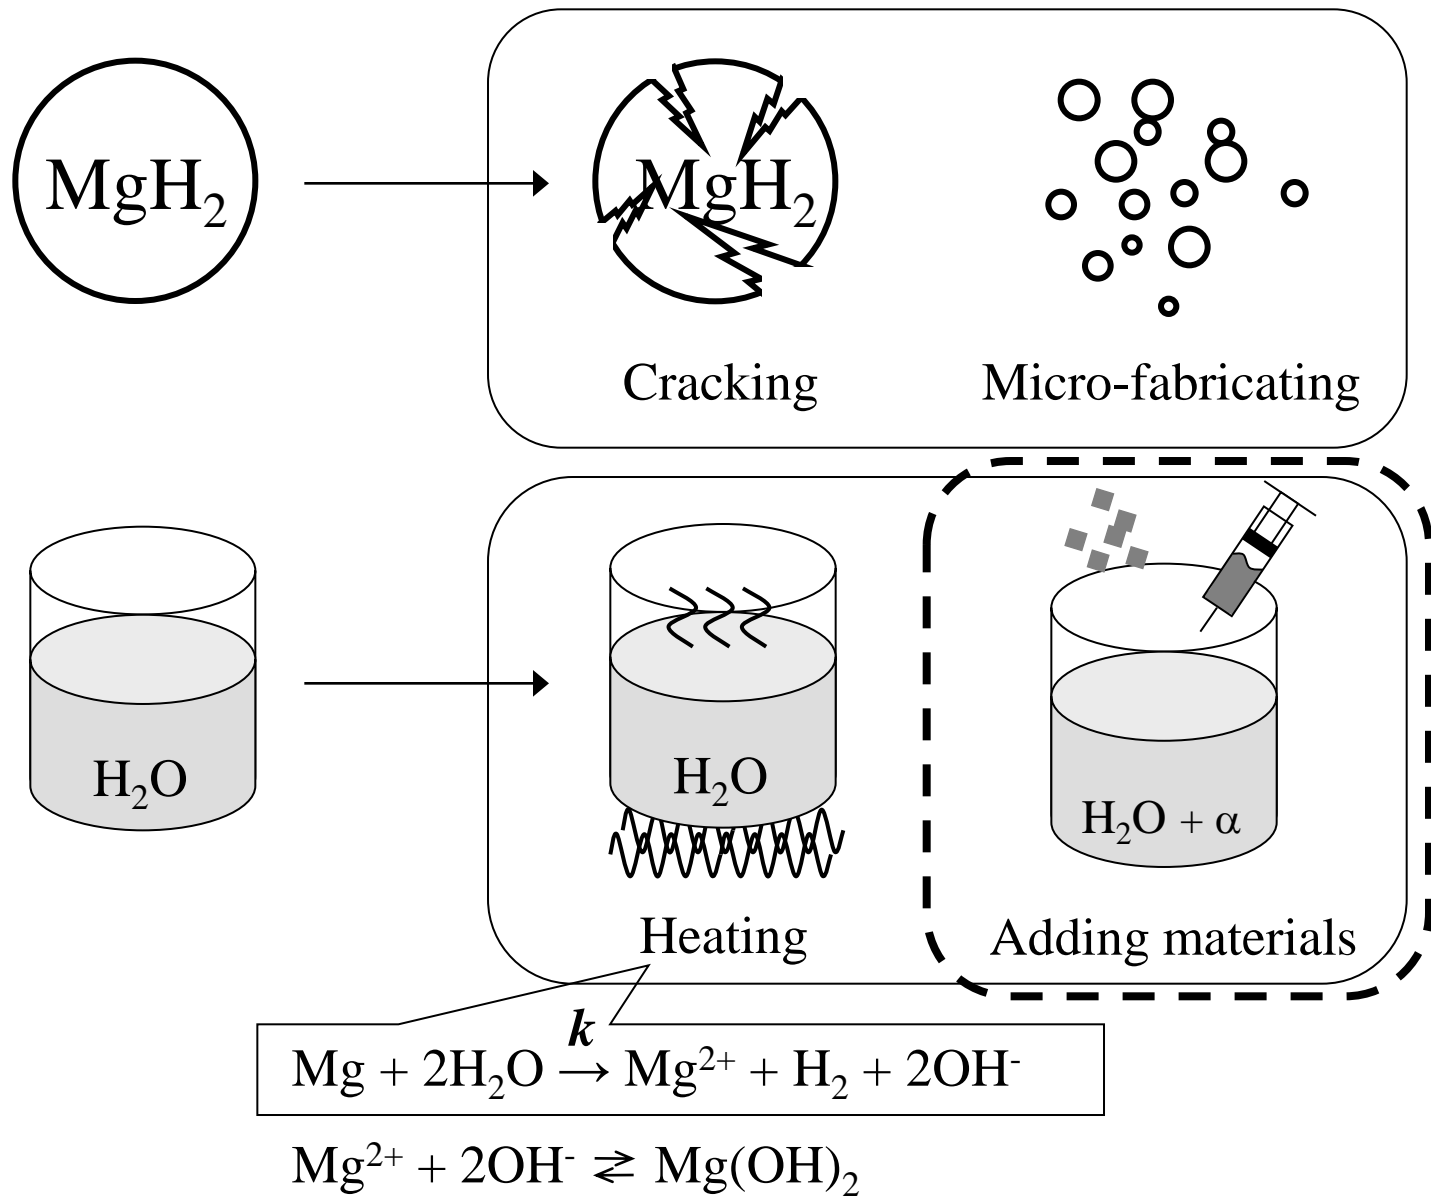 MgH₂
MgH₂
Cracking
Micro-fabricating
H₂O
H₂O
H₂O + α
Heating
Adding materials
k
Mg + 2H₂O → Mg²⁺ + H₂ + 2OH⁻
Mg²⁺ + 2OH⁻ ⇄ Mg(OH)₂